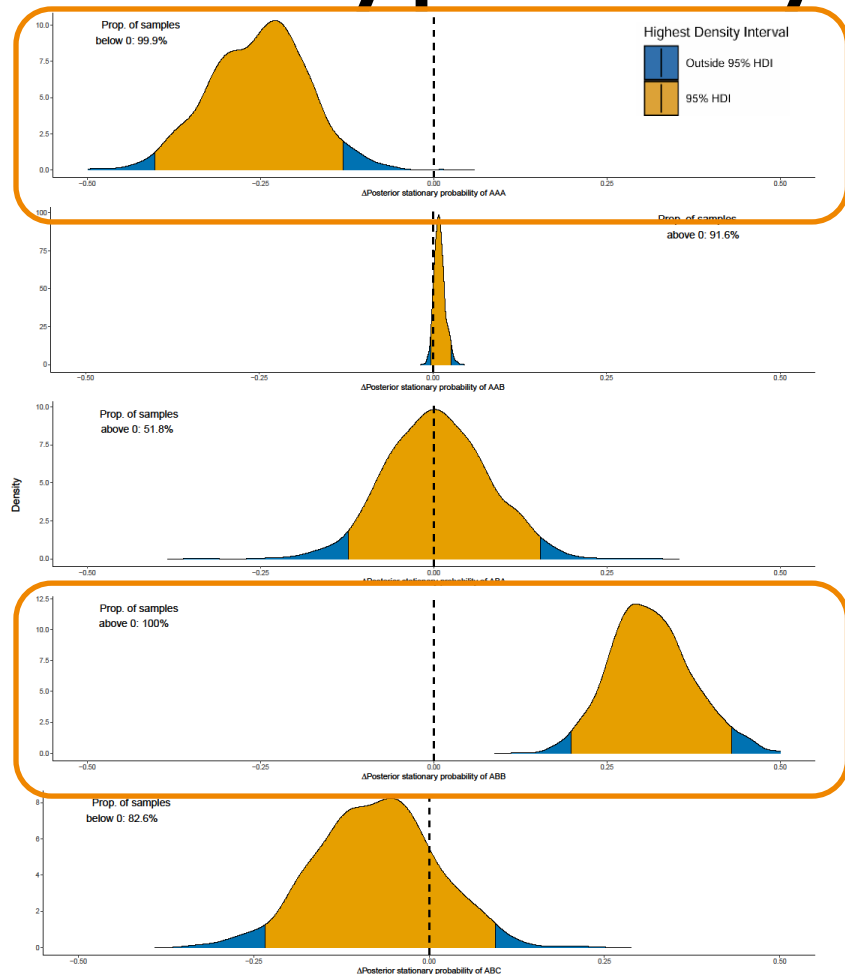 Prop. of samples
below 0: 99.9%
Highest Density Interval
Outside 95% HDI
95% HDI
10.0
7.5
5.0
2.5
0.0
−0.50
−0.25
0.00
0.25
0.50
ΔPosterior stationary probability of AAA
Prop. of samples
above 0: 91.6%
100
75
50
25
0
−0.50
−0.25
0.00
0.25
0.50
ΔPosterior stationary probability of AAB
Prop. of samples
above 0: 51.8%
10.0
7.5
5.0
2.5
0.0
Density
−0.50
−0.25
0.00
0.25
0.50
ΔPosterior stationary probability of ABA
Prop. of samples
above 0: 100%
12.5
10.0
7.5
5.0
2.5
0.0
−0.50
−0.25
0.00
0.25
0.50
ΔPosterior stationary probability of ABB
Prop. of samples
below 0: 82.6%
8
6
4
2
0
−0.50
−0.25
0.00
0.25
0.50
ΔPosterior stationary probability of ABC